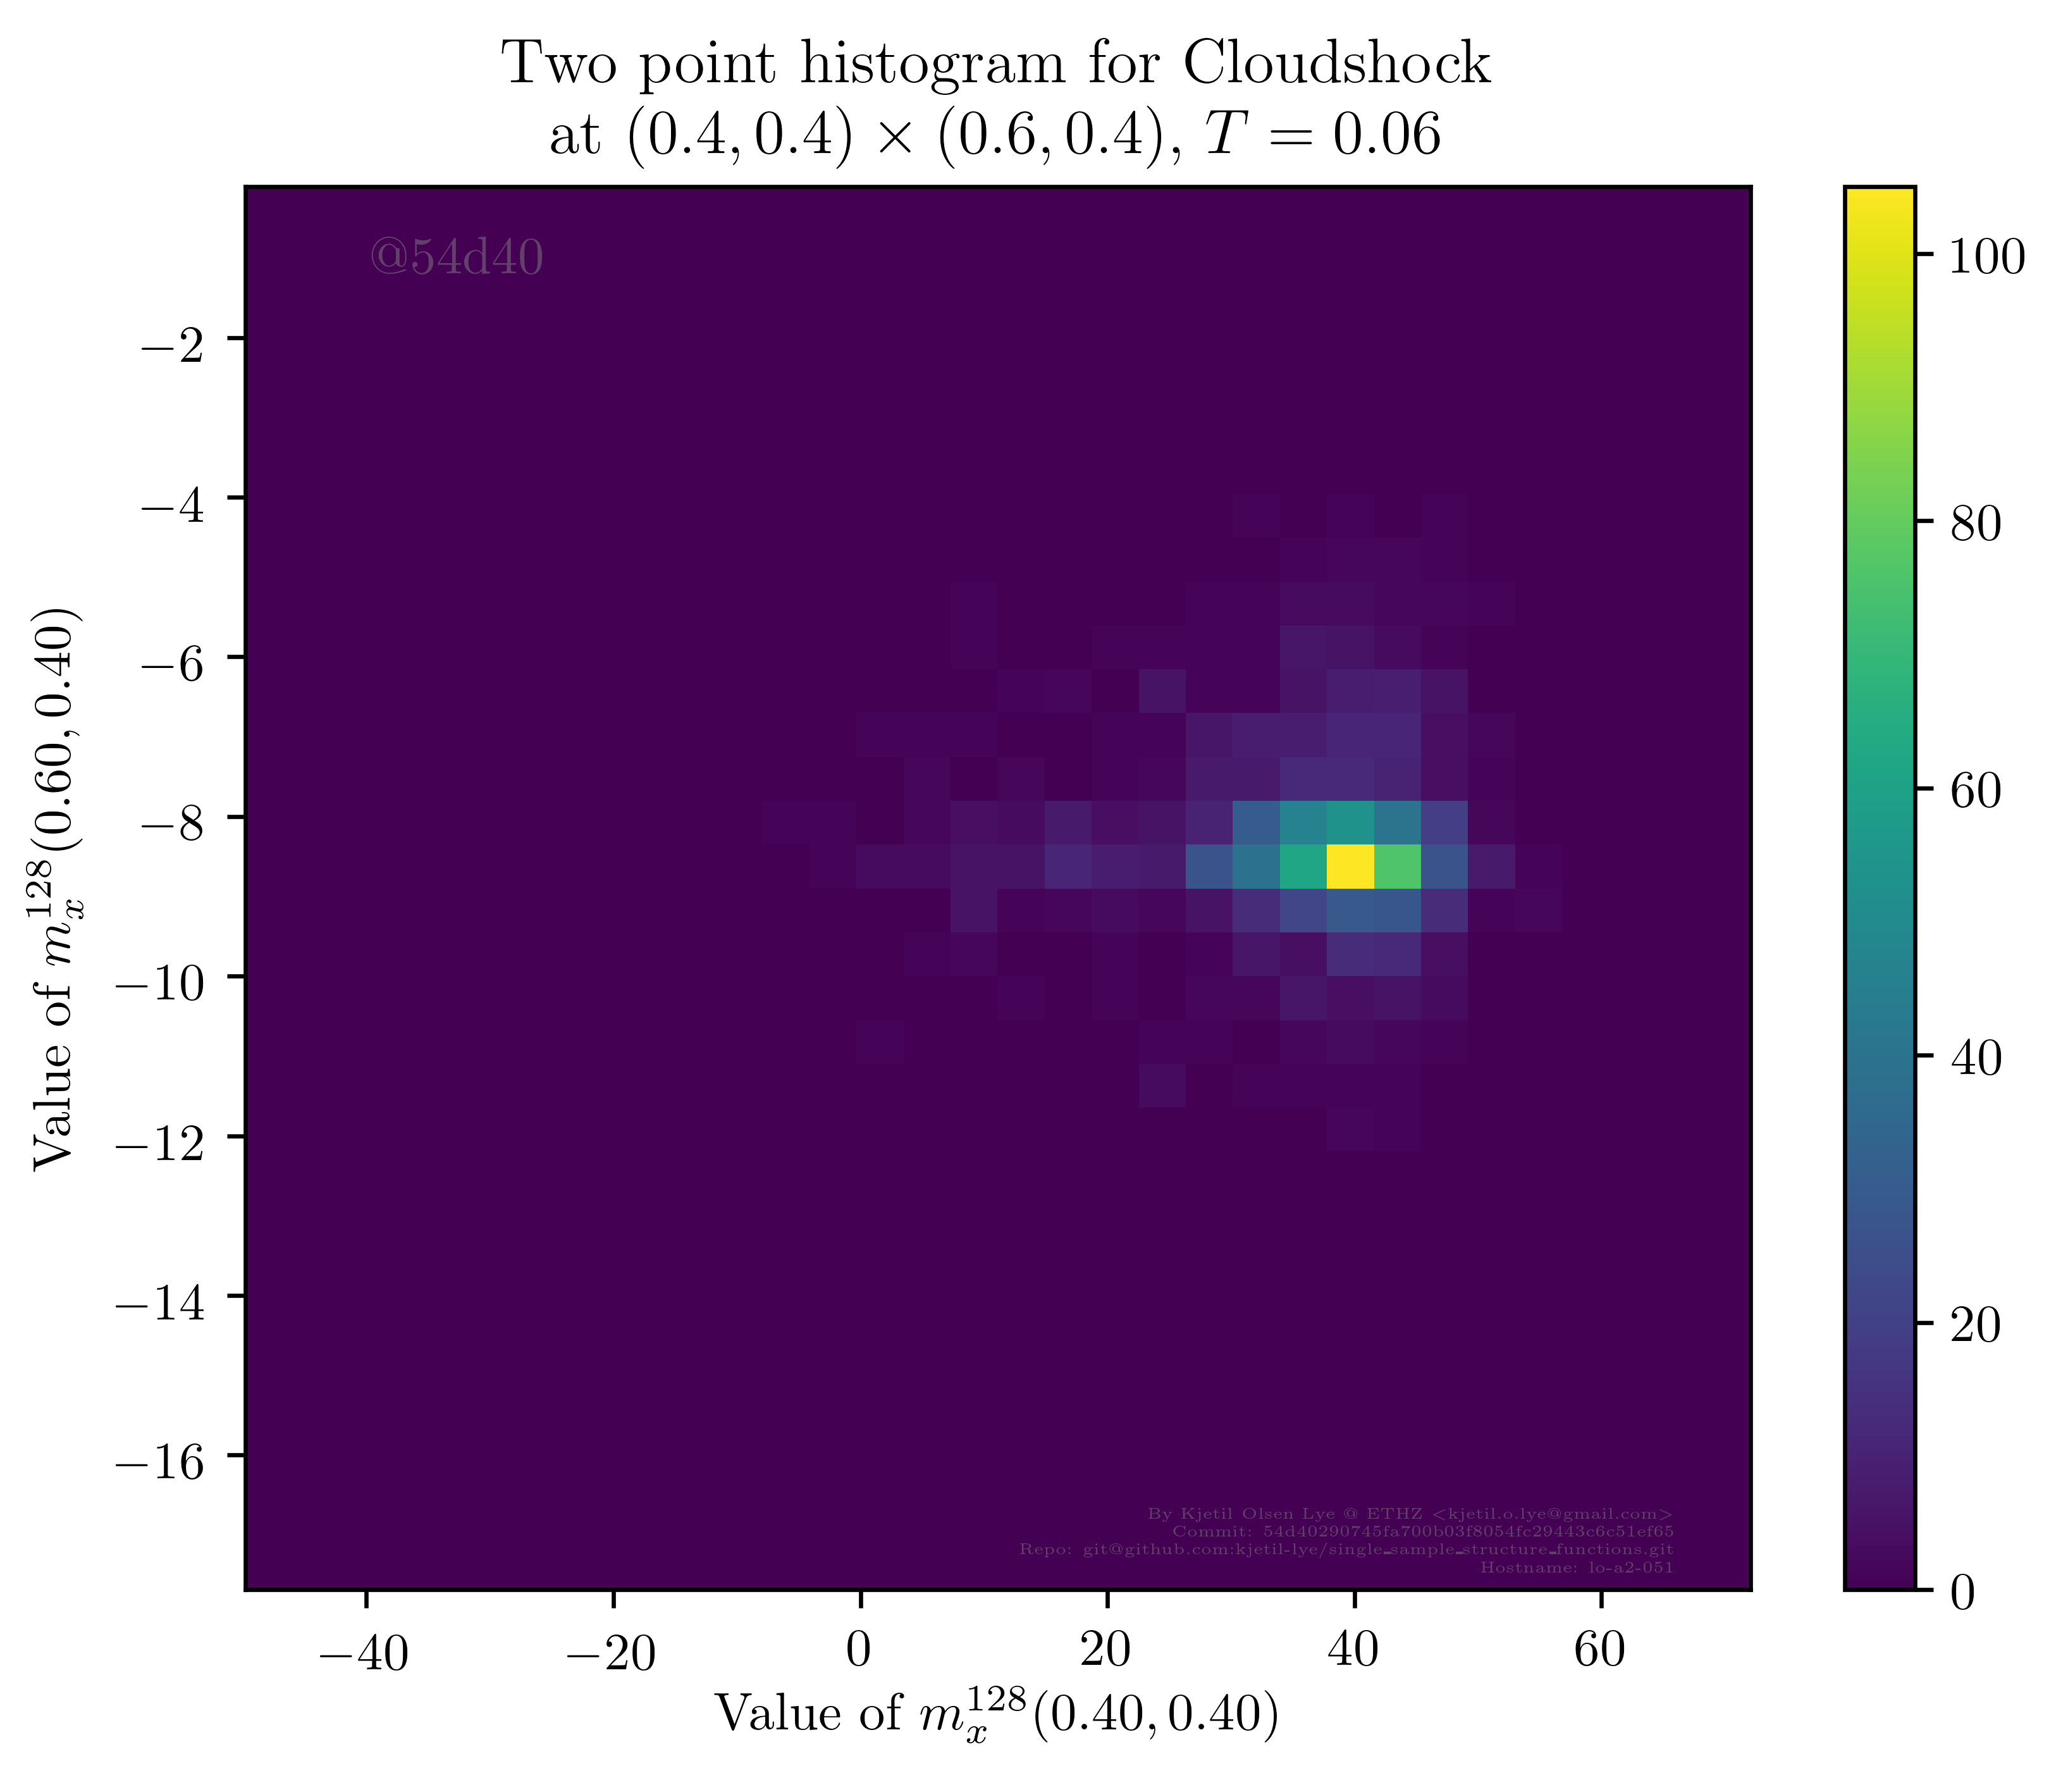 Two point histogram for Cloudshock
at (0.4, 0.4) × (0.6, 0.4), T = 0.06
@54d40
−2
−4
−6
−8
−10
−12
−14
−16
Value of m_x^128(0.60, 0.40)
−40 −20 0 20 40 60
Value of m_x^128(0.40, 0.40)
100
80
60
40
20
0
By Kjetil Olsen Lye @ ETHZ <kjetil.o.lye@gmail.com>
Commit: 54d40290745fa700b03f8054fc29443c6c51ef65
Repo: git@github.com:kjetil-lye/single_sample_structure_functions.git
Hostname: lo-a2-051